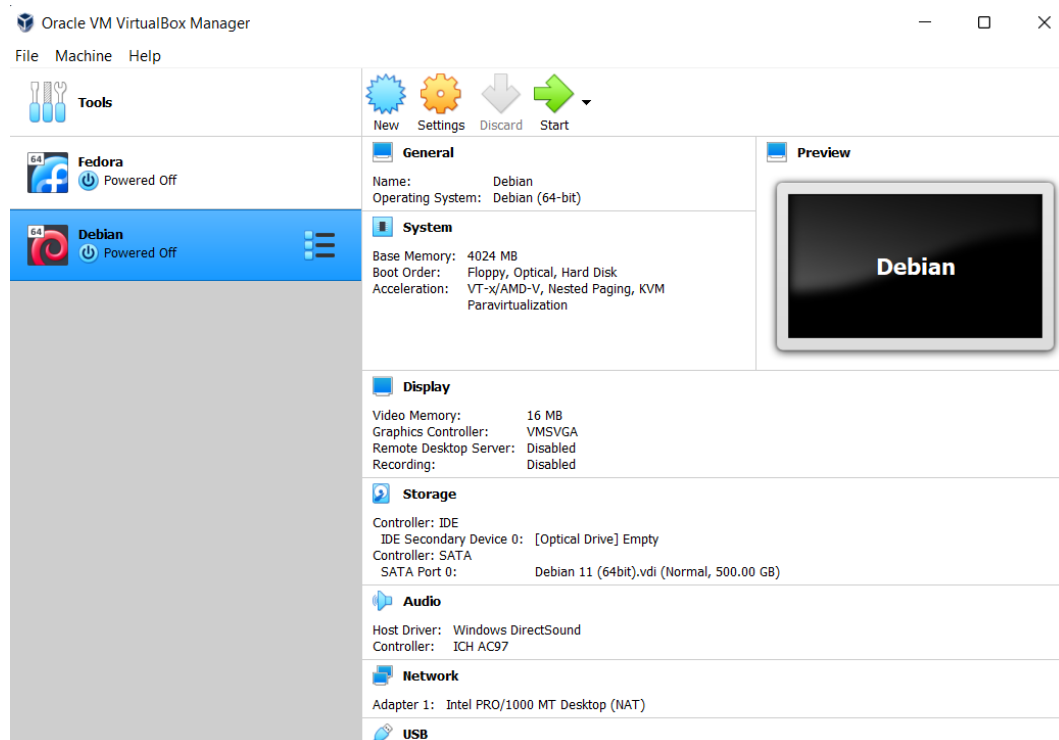 Oracle VM VirtualBox Manager
File Machine Help
Tools
New Settings Discard Start
64
Fedora
Powered Off
64
Debian
Powered Off
General
Name: Debian
Operating System: Debian (64-bit)
Preview
Debian
System
Base Memory: 4024 MB
Boot Order: Floppy, Optical, Hard Disk
Acceleration: VT-x/AMD-V, Nested Paging, KVM
Paravirtualization
Display
Video Memory: 16 MB
Graphics Controller: VMSVGA
Remote Desktop Server: Disabled
Recording: Disabled
Storage
Controller: IDE
IDE Secondary Device 0: [Optical Drive] Empty
Controller: SATA
SATA Port 0: Debian 11 (64bit).vdi (Normal, 500.00 GB)
Audio
Host Driver: Windows DirectSound
Controller: ICH AC97
Network
Adapter 1: Intel PRO/1000 MT Desktop (NAT)
USB